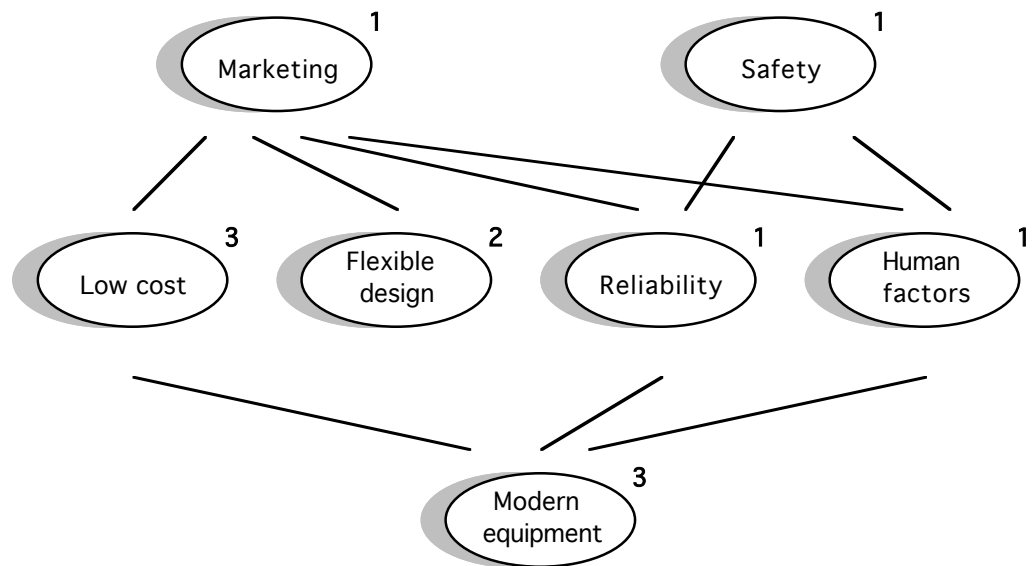 1
Marketing
1
Safety
3
Low cost
2
Flexible
design
1
Reliability
1
Human
factors
3
Modern
equipment